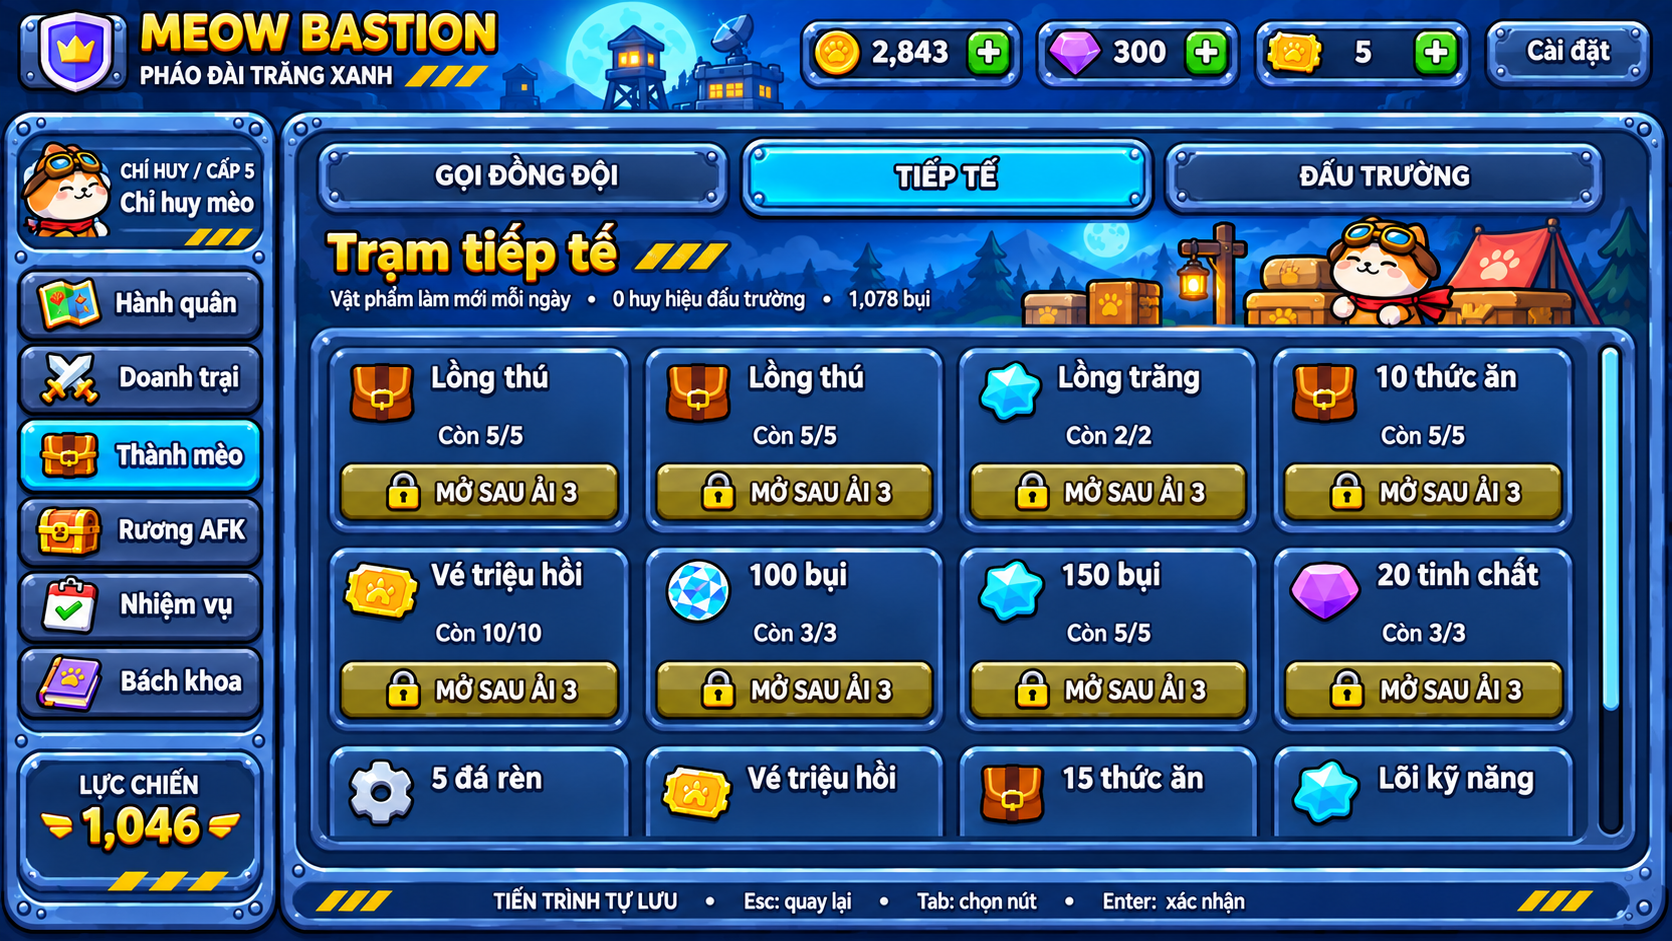 MEOW BASTION
PHÁO ĐÀI TRĂNG XANH
2,843
300
5
Cài đặt
CHÍ HUY / CẤP 5
Chỉ huy mèo
Hành quân
Doanh trại
Thành mèo
Rương AFK
Nhiệm vụ
Bách khoa
LỰC CHIẾN
1,046
GỌI ĐỒNG ĐỘI
TIẾP TẾ
ĐẤU TRƯỜNG
Trạm tiếp tế
Vật phẩm làm mới mỗi ngày • 0 huy hiệu đấu trường • 1,078 bụi
Lồng thú
Còn 5/5
MỞ SAU ẢI 3
Lồng thú
Còn 5/5
MỞ SAU ẢI 3
Lồng trăng
Còn 2/2
MỞ SAU ẢI 3
10 thức ăn
Còn 5/5
MỞ SAU ẢI 3
Vé triệu hồi
Còn 10/10
MỞ SAU ẢI 3
100 bụi
Còn 3/3
MỞ SAU ẢI 3
150 bụi
Còn 5/5
MỞ SAU ẢI 3
20 tinh chất
Còn 3/3
MỞ SAU ẢI 3
5 đá rèn
Vé triệu hồi
15 thức ăn
Lõi kỹ năng
TIẾN TRÌNH TỰ LƯU • Esc: quay lại • Tab: chọn nút • Enter: xác nhận